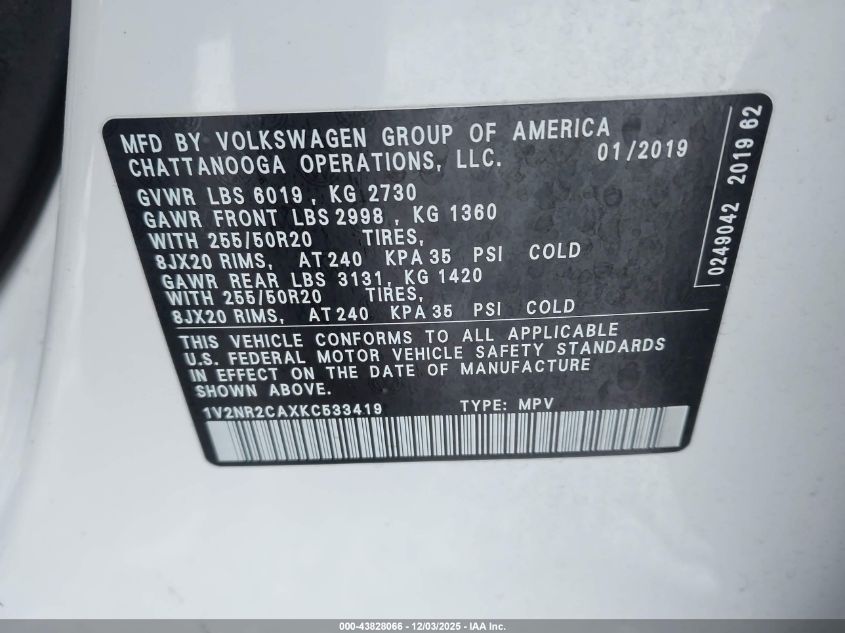 MFD BY VOLKSWAGEN GROUP OF AMERICA
CHATTANOOGA OPERATIONS, LLC. 01/2019
GVWR LBS 6019 , KG 2730
GAWR FRONT LBS 2998 , KG 1360
WITH 255/50R20 TIRES,
8JX20 RIMS, AT 240 KPA 35 PSI COLD
GAWR REAR LBS 3131, KG 1420
WITH 255/50R20 TIRES,
8JX20 RIMS, AT 240 KPA 35 PSI COLD
THIS VEHICLE CONFORMS TO ALL APPLICABLE
U.S. FEDERAL MOTOR VEHICLE SAFETY STANDARDS
IN EFFECT ON THE DATE OF MANUFACTURE
SHOWN ABOVE.
1V2NR2CAXKC533419 TYPE: MPV
0249042 2019 62
000-43828066 - 12/03/2025 - IAA Inc.